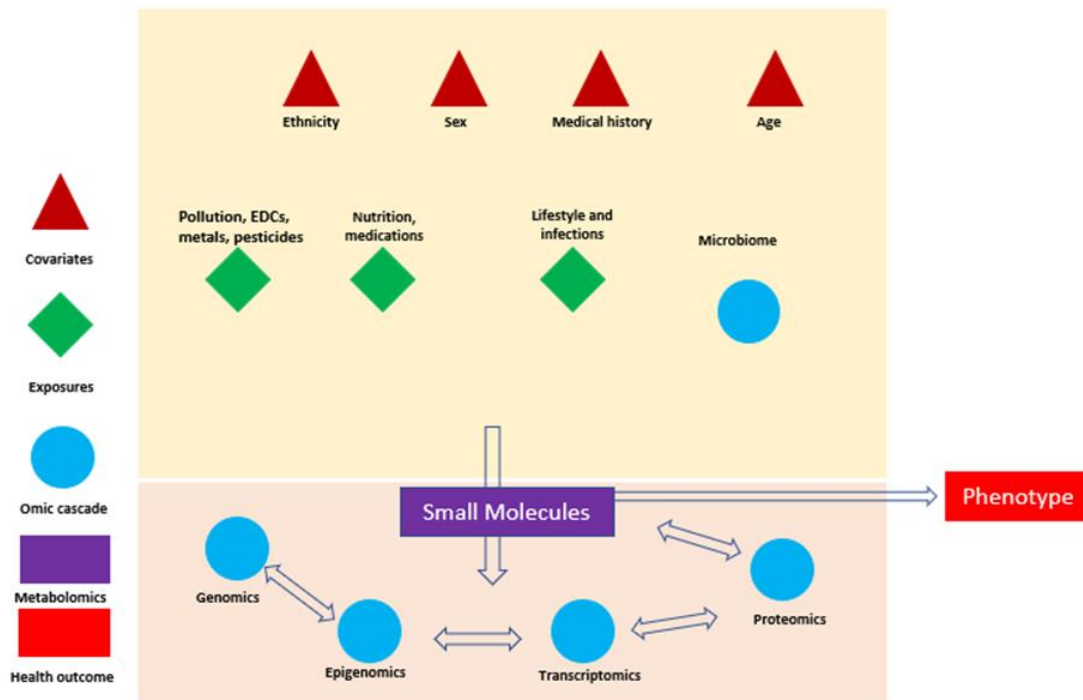 Ethnicity
Sex
Medical history
Age
Pollution, EDCs,
metals, pesticides
Nutrition,
medications
Lifestyle and
infections
Microbiome
Covariates
Exposures
Omic cascade
Metabolomics
Health outcome
Small Molecules
Phenotype
Genomics
Epigenomics
Transcriptomics
Proteomics